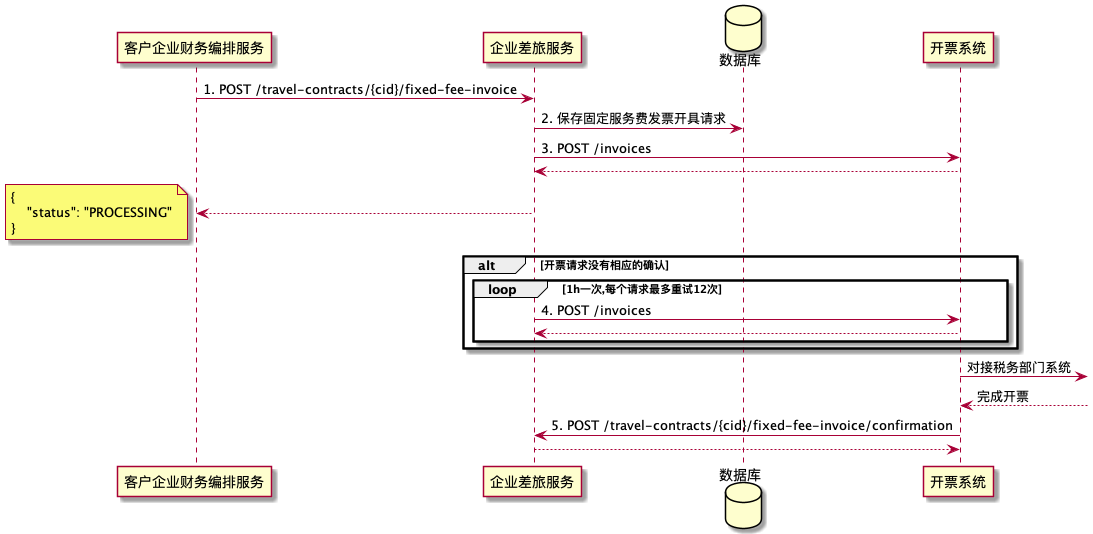 数据库
客户企业财务编排服务
企业差旅服务
开票系统
1. POST /travel-contracts/{cid}/fixed-fee-invoice
2. 保存固定服务费发票开具请求
3. POST /invoices
{
"status": "PROCESSING"
}
alt
[开票请求没有相应的确认]
loop
[1h一次,每个请求最多重试12次]
4. POST /invoices
对接税务部门系统
完成开票
5. POST /travel-contracts/{cid}/fixed-fee-invoice/confirmation
客户企业财务编排服务
企业差旅服务
数据库
开票系统